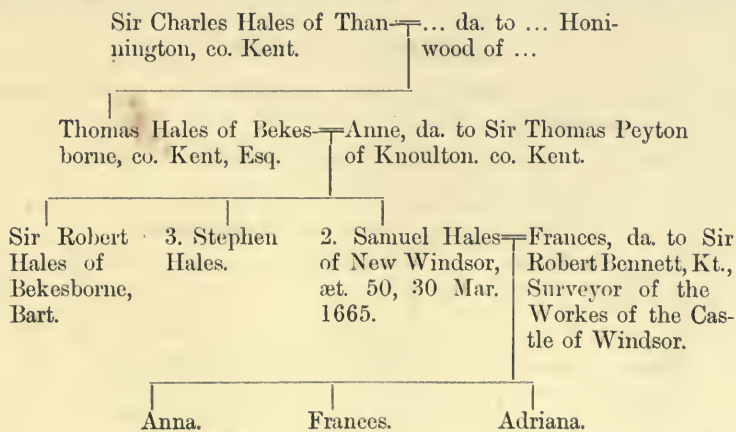 Sir Charles Hales of Than-
nington, co. Kent.
... da. to ... Honi-
wood of ...
Thomas Hales of Bekes-
borne, co. Kent, Esq.
Anne, da. to Sir Thomas Peyton
of Knoulton. co. Kent.
Sir Robert
Hales of
Bekesborne,
Bart.
3. Stephen
Hales.
2. Samuel Hales
of New Windsor,
æt. 50, 30 Mar.
1665.
Frances, da. to Sir
Robert Bennett, Kt.,
Surveyor of the
Workes of the Cas-
tle of Windsor.
Anna.
Frances.
Adriana.